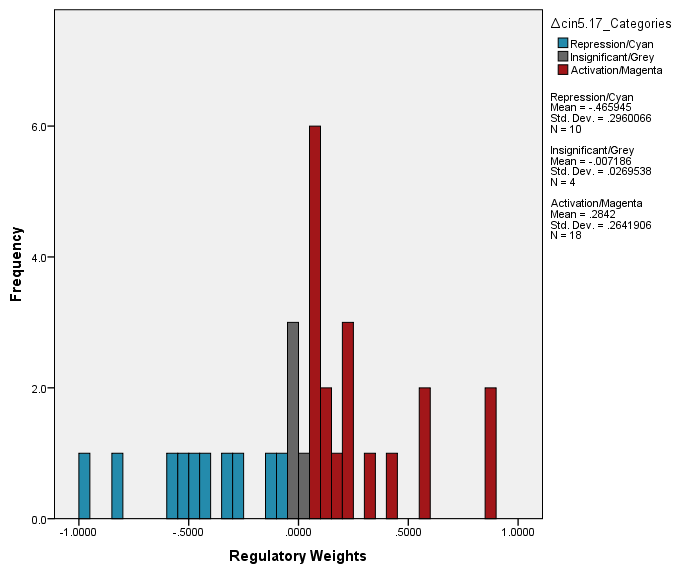 Δcin5.17_Categories
Repression/Cyan
Insignificant/Grey
Activation/Magenta
Repression/Cyan
Mean = -.465945
Std. Dev. = .2960066
N = 10
Insignificant/Grey
Mean = -.007186
Std. Dev. = .0269538
N = 4
Activation/Magenta
Mean = .2842
Std. Dev. = .2641906
N = 18
Frequency
6.0
4.0
2.0
0.0
-1.0000 -.5000 .0000 .5000 1.0000
Regulatory Weights